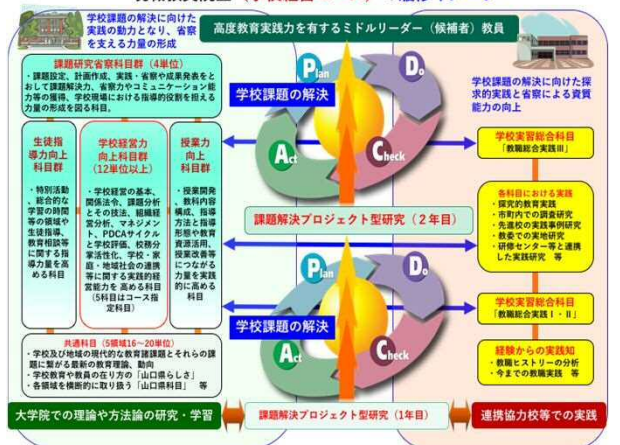 高度教育実践力を有するミドルリーダー（候補者）教員
学校課題の解決に向けた
実践の動力となり、省察
を支える力量の形成
課題研究省察科目群（4単位）
・課題設定、計画作成、実践・省察や成果発表をと
おして課題解決力、省察力やコミュニケーション能
力等の獲得、学校現場における指導的役割を担える
力量の形成を図る科目。
生徒指
導力向上
科目群
・特別活動、
総合的な
学習の時間
等の領域や
生徒指導、
教育相談等
に関する指
導力量を高
める科目
学校経営力
向上科目群
（12単位以上）
・学校経営の基本、
関係法令、課題分析
とその技法、組織経
営分析、マネジメン
ト、PDCAサイクル
と学校評価、校務分
掌活性化、学校・家
庭・地域社会の連携
等に関する実践的経
営能力を 高める科目
（5科目はコース指
定科目）
授業力
向上科
目群
・授業開発、
教科内容
構成、指導
方法と指導
形態や教育
資源活用、
授業改善等
につながる
力量を実践
的に高める
科目
共通科目（5領域16～20単位）
・学校及び地域の現代的な教育諸課題とそれらの課
題に繋がる最新の教育理論、動向
・学校教育や教員の在り方の「山口県らしさ」
・各領域を横断的に取り扱う「山口県科目」 等
大学院での理論や方法論の研究・学習
Plan
Do
学校課題の解決
Act
Check
課題解決プロジェクト型研究（２年目）
Plan
Do
学校課題の解決
Act
Check
課題解決プロジェクト型研究（1年目）
学校課題の解決に向けた探
求的実践と省察による資質
能力の向上
学校実習総合科目
「教職総合実践Ⅲ」
各科目における実践
・探究的教育実践
・市町内での調査研究
・先進校の実践事例研究
・教委での実地研究
・研修センター等と連携
した実践研究 等
学校実習総合科目
「教職総合実践Ⅰ・Ⅱ」
経験からの実践知
・教職ヒストリーの分析
・今までの教職実践 等
連携協力校等での実践